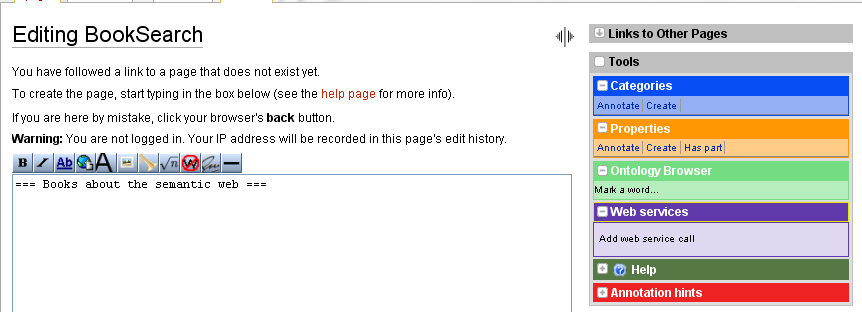 Editing BookSearch
You have followed a link to a page that does not exist yet.
To create the page, start typing in the box below (see the help page for more info).
If you are here by mistake, click your browser's back button.
Warning: You are not logged in. Your IP address will be recorded in this page's edit history.
B I Ab A √n W
=== Books about the semantic web ===
Links to Other Pages
Tools
Categories
Annotate Create
Properties
Annotate Create Has part
Ontology Browser
Mark a word...
Web services
Add web service call
Help
Annotation hints